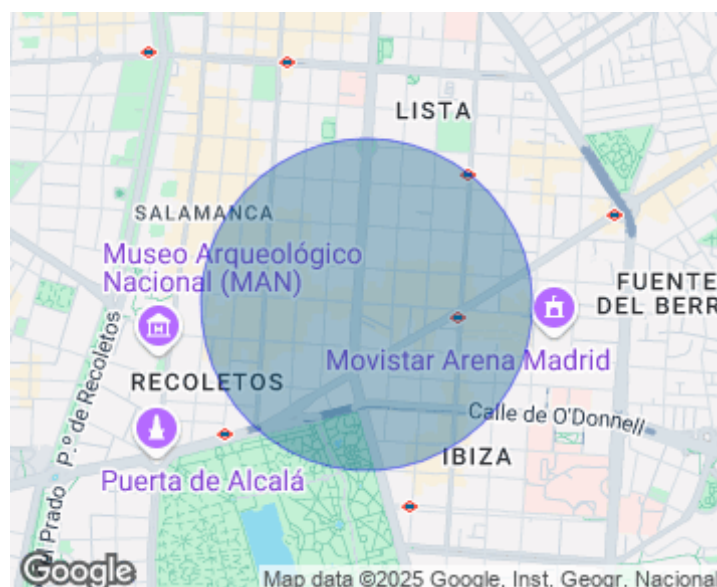 LISTA
SALAMANCA
Museo Arqueológico
Nacional (MAN)
FUENTE
DEL BERR
Movistar Arena Madrid
RECOLETOS
P.º de Recoletos
Calle de O'Donnell
IBIZA
Puerta de Alcalá
Prado
Google
Map data ©2025 Google, Inst. Geogr. Nacional